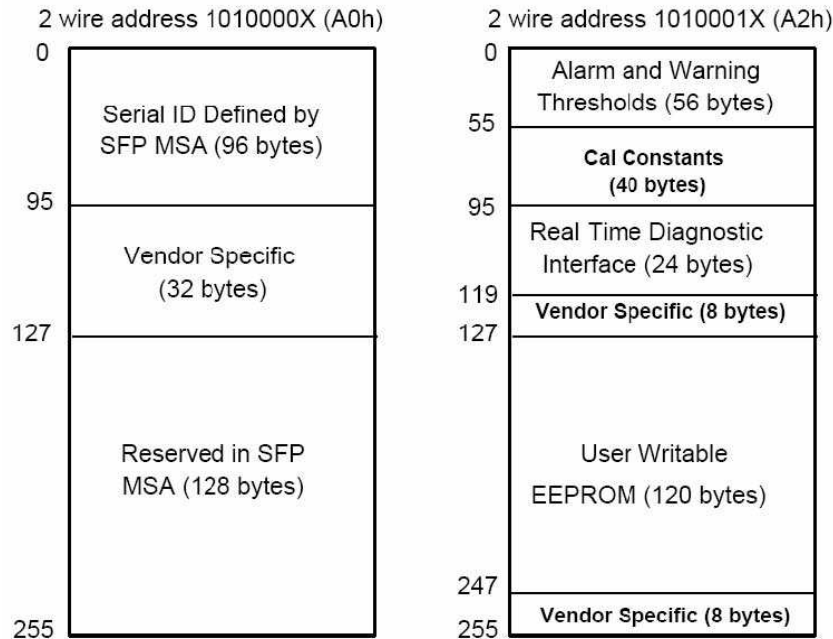 2 wire address 1010000X (A0h)
0
Serial ID Defined by
SFP MSA (96 bytes)
95
Vendor Specific
(32 bytes)
127
Reserved in SFP
MSA (128 bytes)
255
2 wire address 1010001X (A2h)
0
Alarm and Warning
Thresholds (56 bytes)
55
Cal Constants
(40 bytes)
95
Real Time Diagnostic
Interface (24 bytes)
119
Vendor Specific (8 bytes)
127
User Writable
EEPROM (120 bytes)
247
Vendor Specific (8 bytes)
255